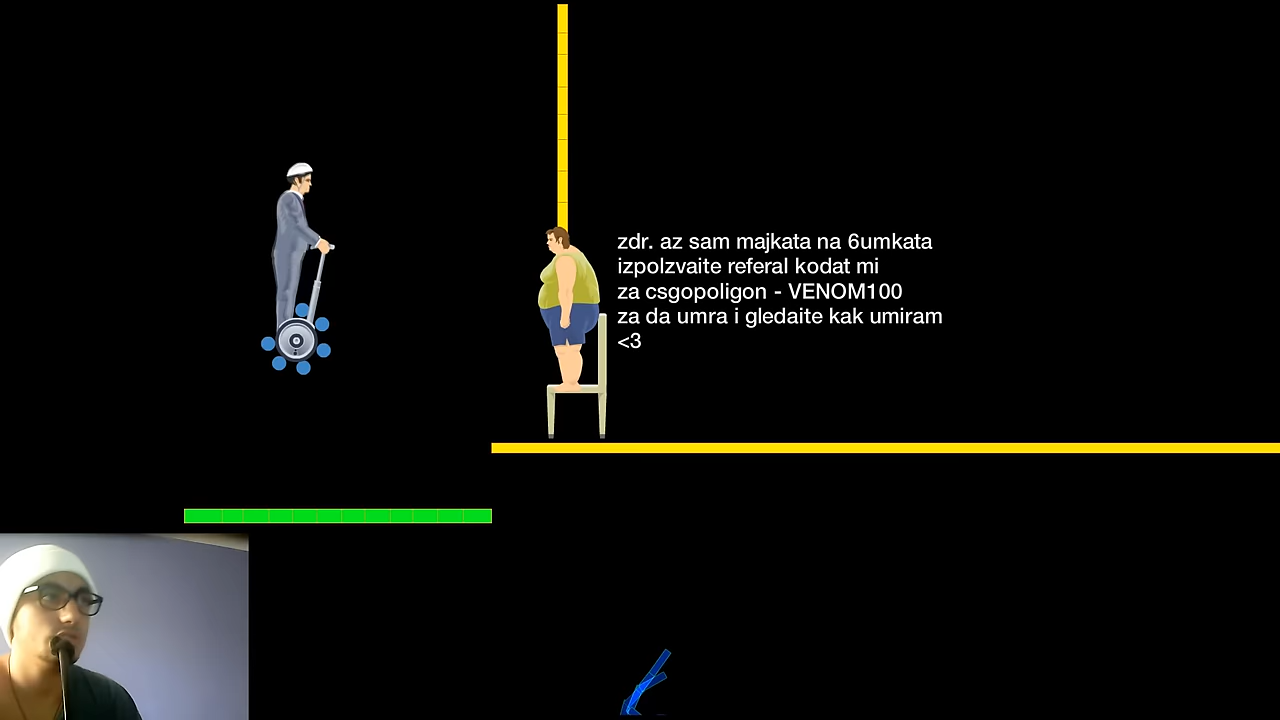 zdr. az sam majkata na 6umkata
izpolzvaite referal kodat mi
za csgopoligon - VENOM100
za da umra i gledaite kak umiram
<3